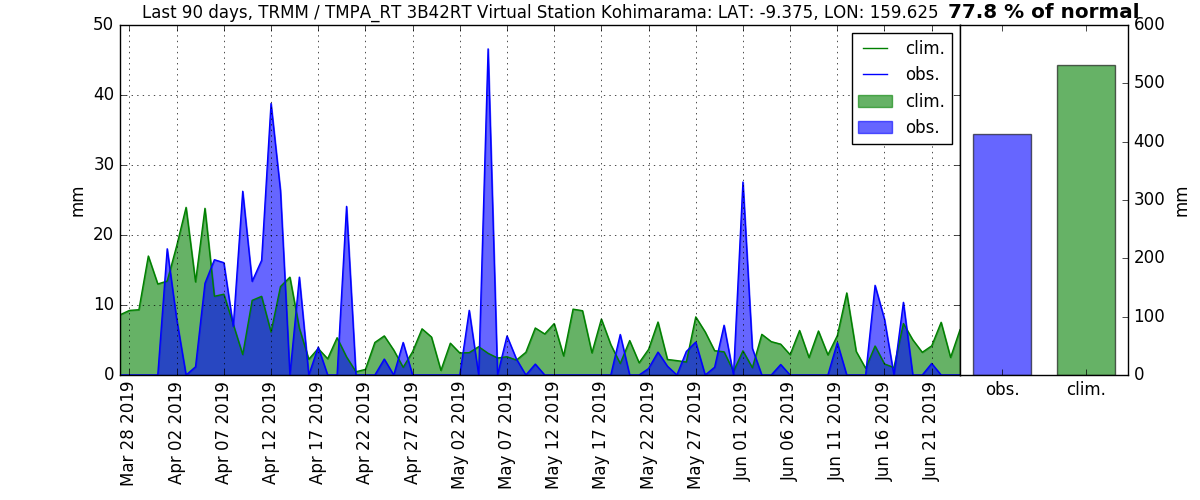 Last 90 days, TRMM / TMPA_RT 3B42RT Virtual Station Kohimarama: LAT: -9.375, LON: 159.625 77.8 % of normal
50
40
30
20
10
0
mm
clim.
obs.
clim.
obs.
Mar 28 2019
Apr 02 2019
Apr 07 2019
Apr 12 2019
Apr 17 2019
Apr 22 2019
Apr 27 2019
May 02 2019
May 07 2019
May 12 2019
May 17 2019
May 22 2019
May 29 2019
Jun 01 2019
Jun 06 2019
Jun 11 2019
Jun 16 2019
Jun 21 2019
600
500
400
300
200
100
0
mm
obs.
clim.